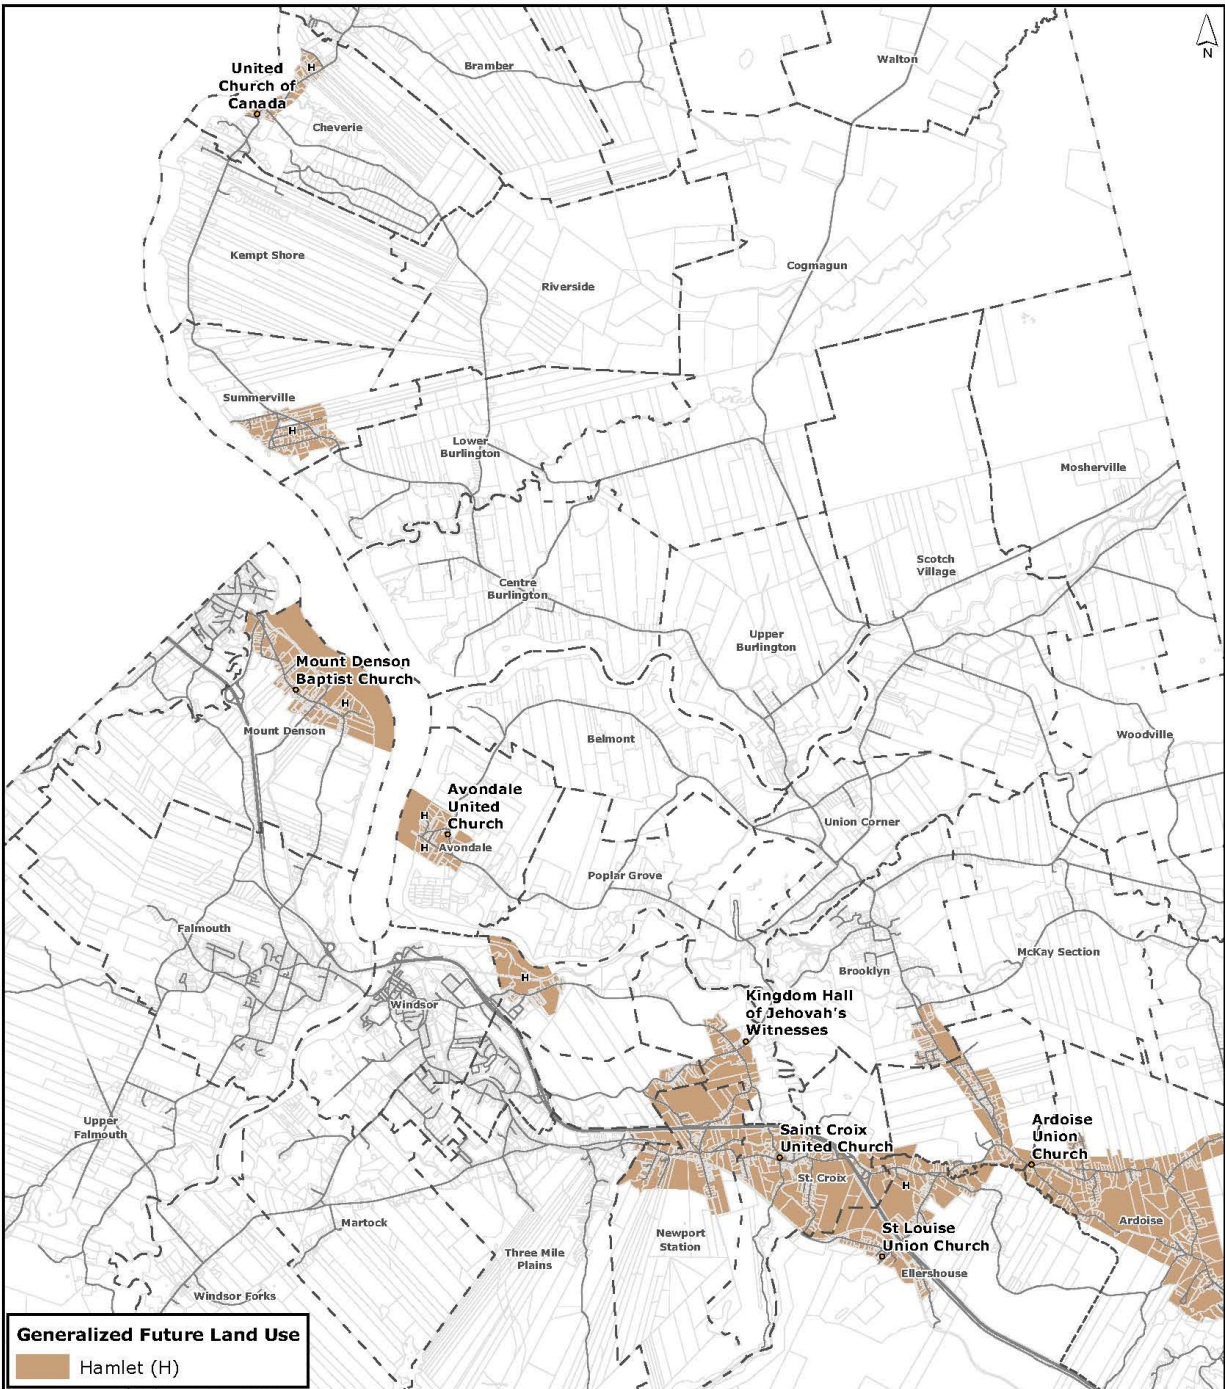 N
Bramber
Walton
United
Church of
Canada
H
Cheverie
Kempt Shore
Riverside
Cogmagun
Summerville
H
Lower
Burlington
Mosherville
Scotch
Village
Centre
Burlington
Upper
Burlington
Mount Denson
Baptist Church
H
Mount Denson
Belmont
Woodville
Avondale
United
Church
H
H
Avondale
Union Corner
Poplar Grove
Falmouth
McKay Section
Brooklyn
H
Windsor
Kingdom Hall
of Jehovah's
Witnesses
Upper
Falmouth
Saint Croix
United Church
Ardoise
Union
Church
St. Croix
H
Martock
Newport
Station
Ardoise
St Louise
Union Church
Three Mile
Plains
Ellershouse
Windsor Forks
Generalized Future Land Use
Hamlet (H)